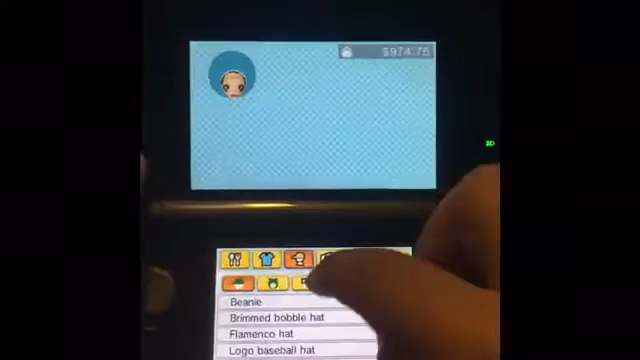 $974.75
Beanie
Brimmed bobble hat
Flamenco hat
Logo baseball hat